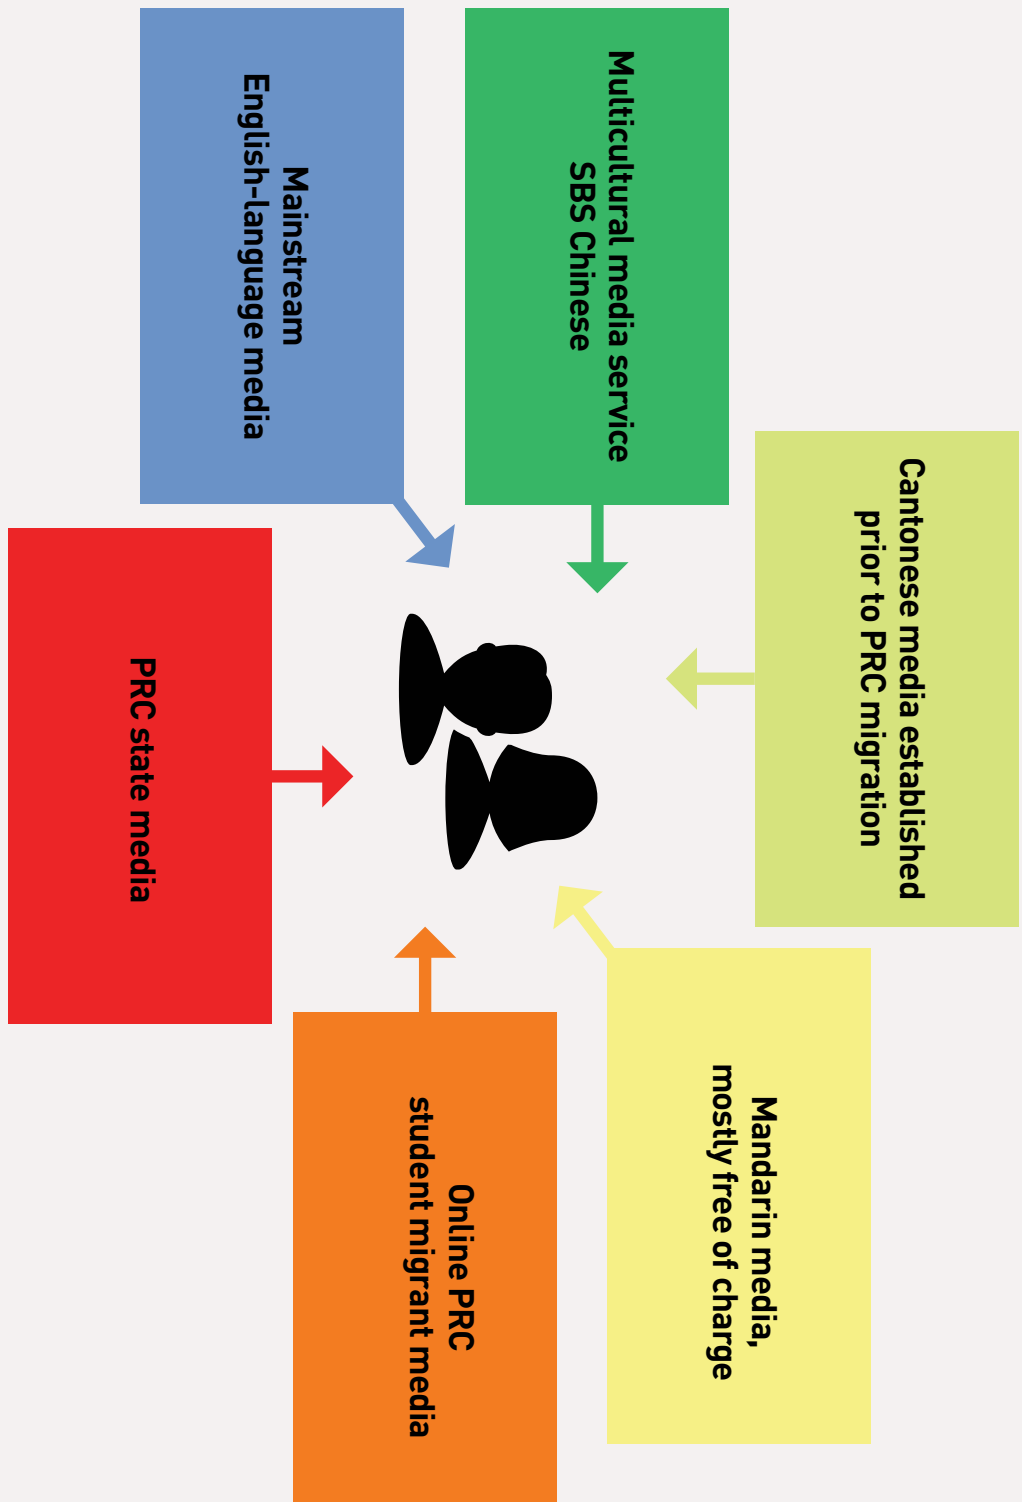 Cantonese media established
prior to PRC migration
Mandarin media,
mostly free of charge
Multicultural media service
SBS Chinese
Online PRC
student migrant media
Mainstream
English-language media
PRC state media